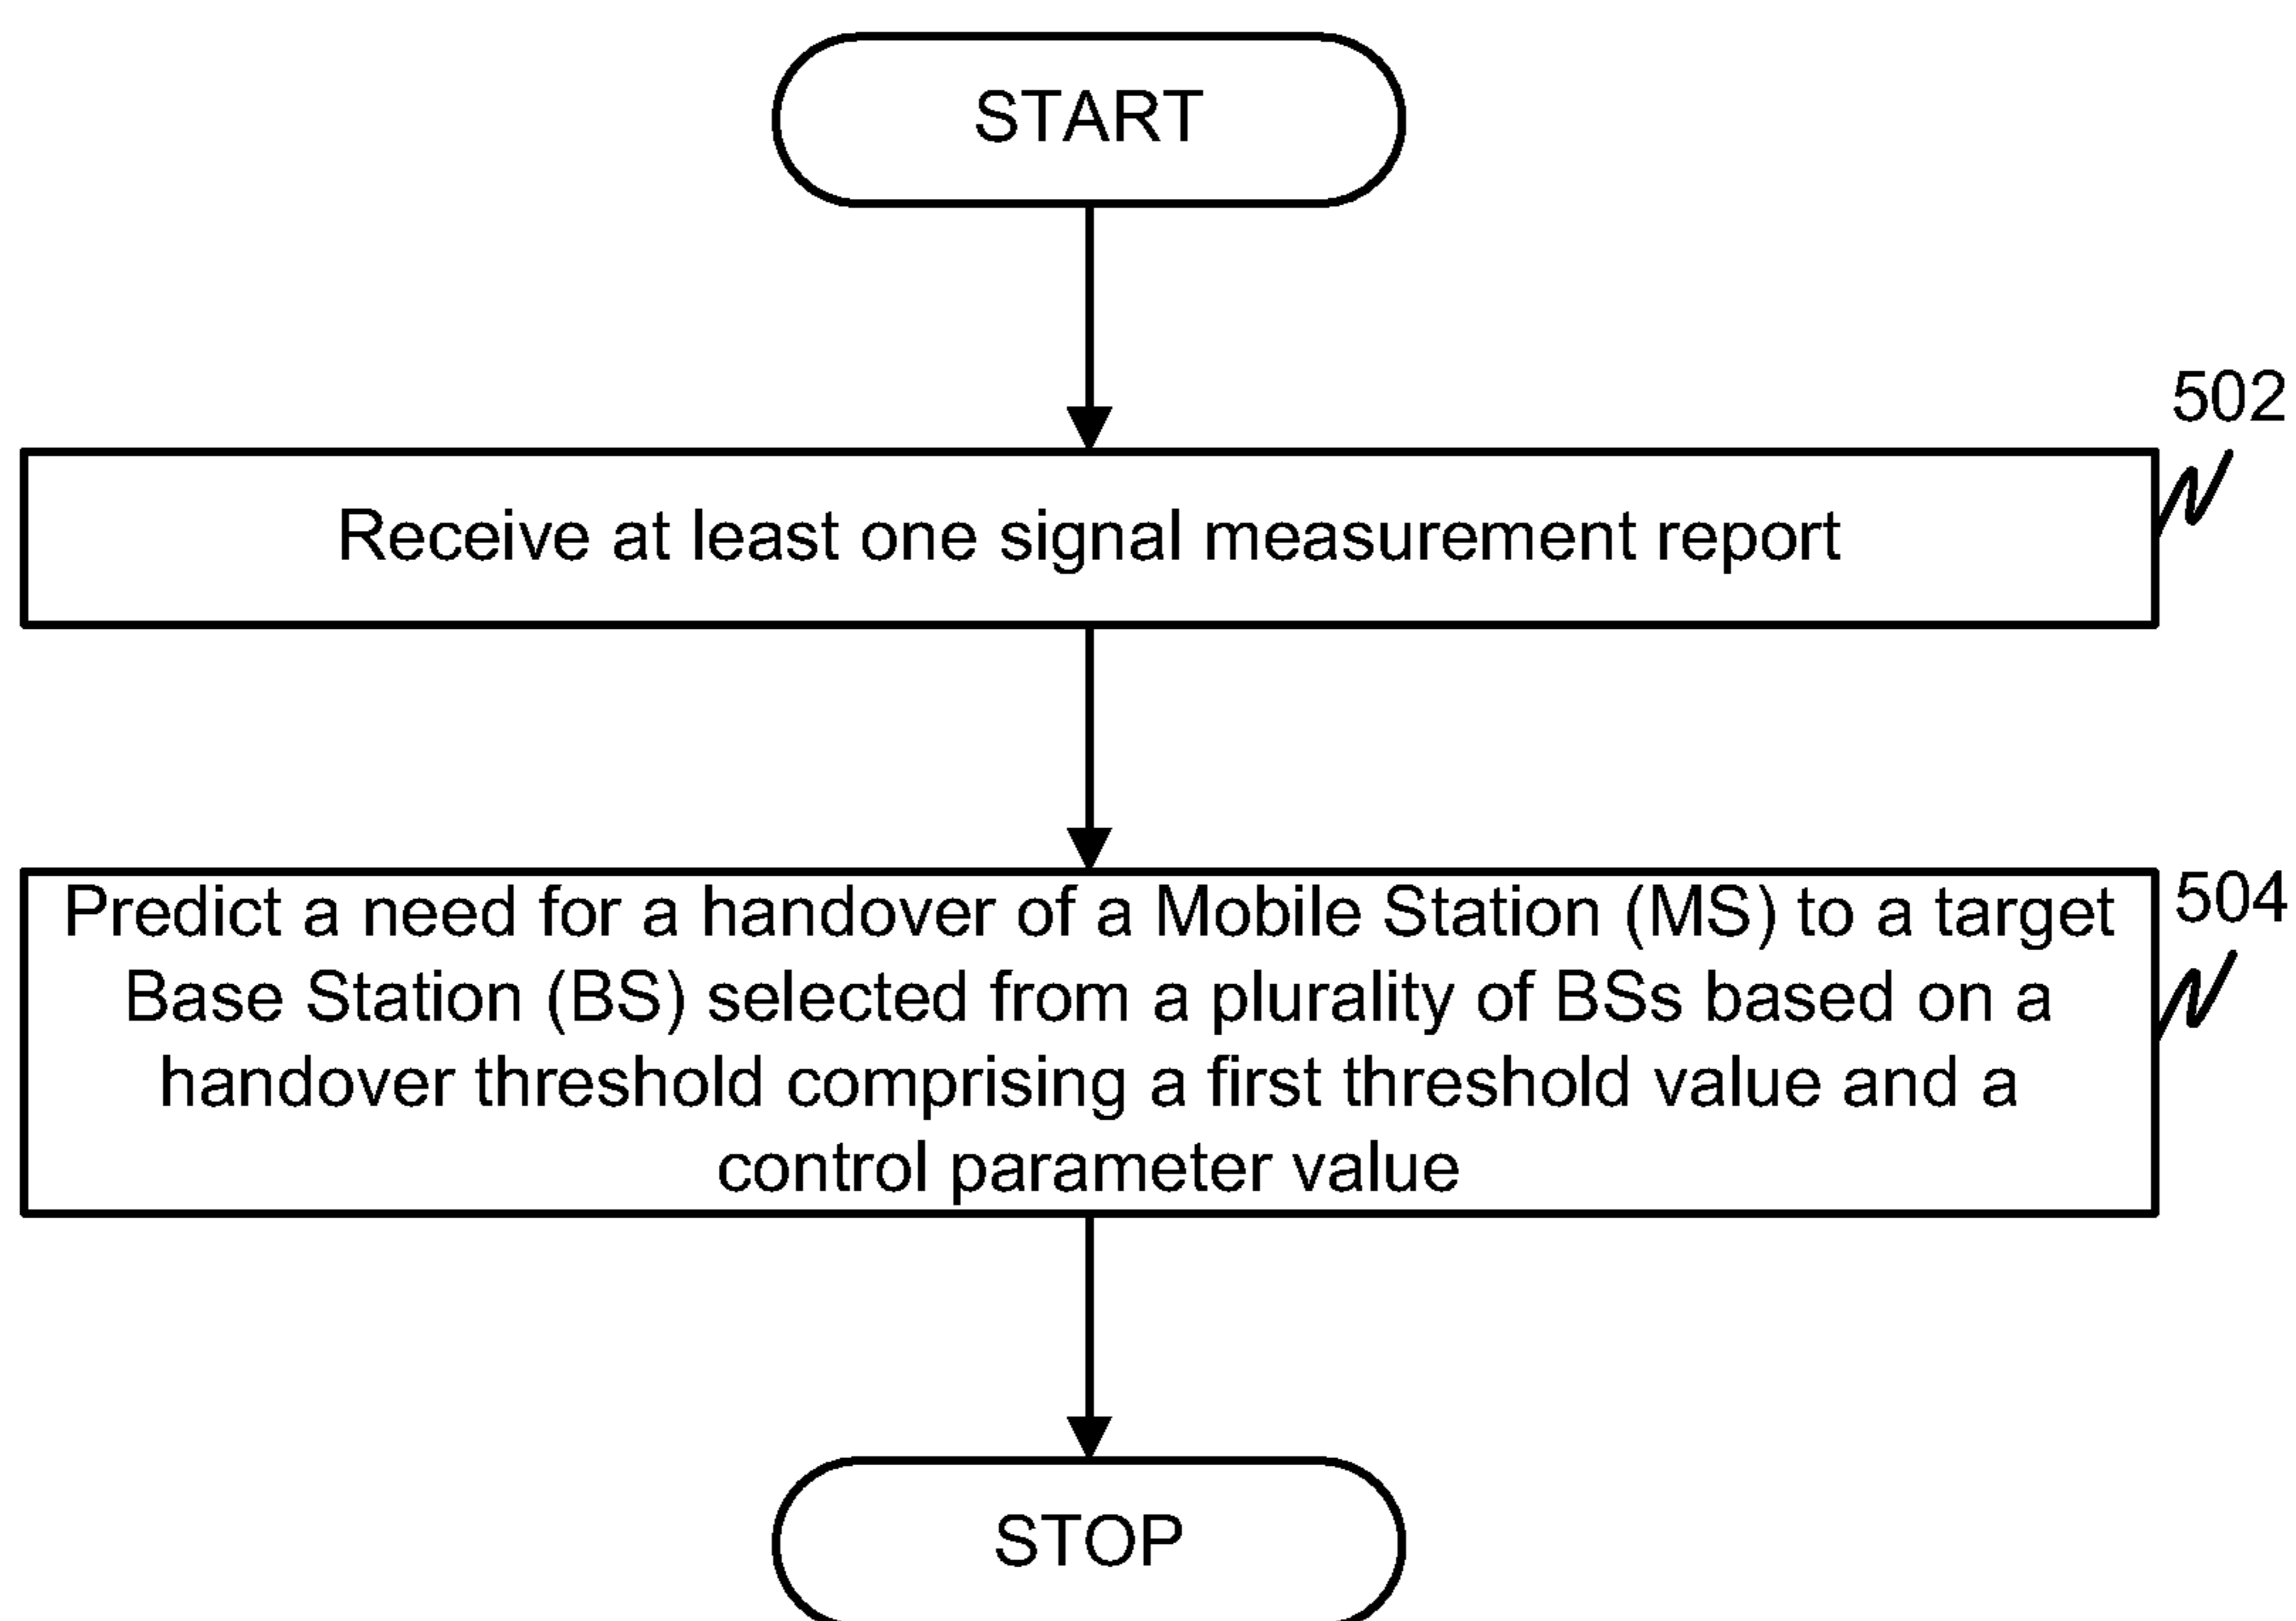 START
502
Receive at least one signal measurement report
504
Predict a need for a handover of a Mobile Station (MS) to a target
Base Station (BS) selected from a plurality of BSs based on a
handover threshold comprising a first threshold value and a
control parameter value
STOP